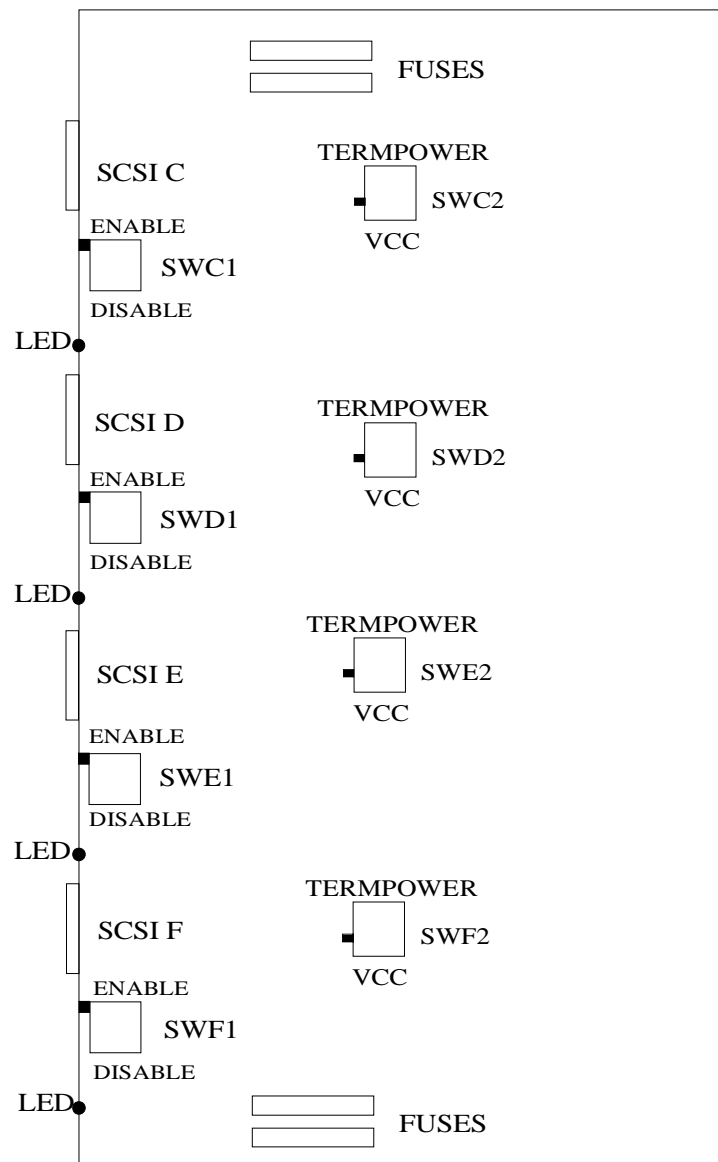 FUSES
TERMPOWER
SCSI C
SWC2
ENABLE
VCC
SWC1
DISABLE
LED
TERMPOWER
SCSI D
SWD2
ENABLE
VCC
SWD1
DISABLE
LED
TERMPOWER
SCSI E
SWE2
VCC
ENABLE
SWE1
DISABLE
LED
TERMPOWER
SCSI F
SWF2
VCC
ENABLE
SWF1
DISABLE
LED
FUSES